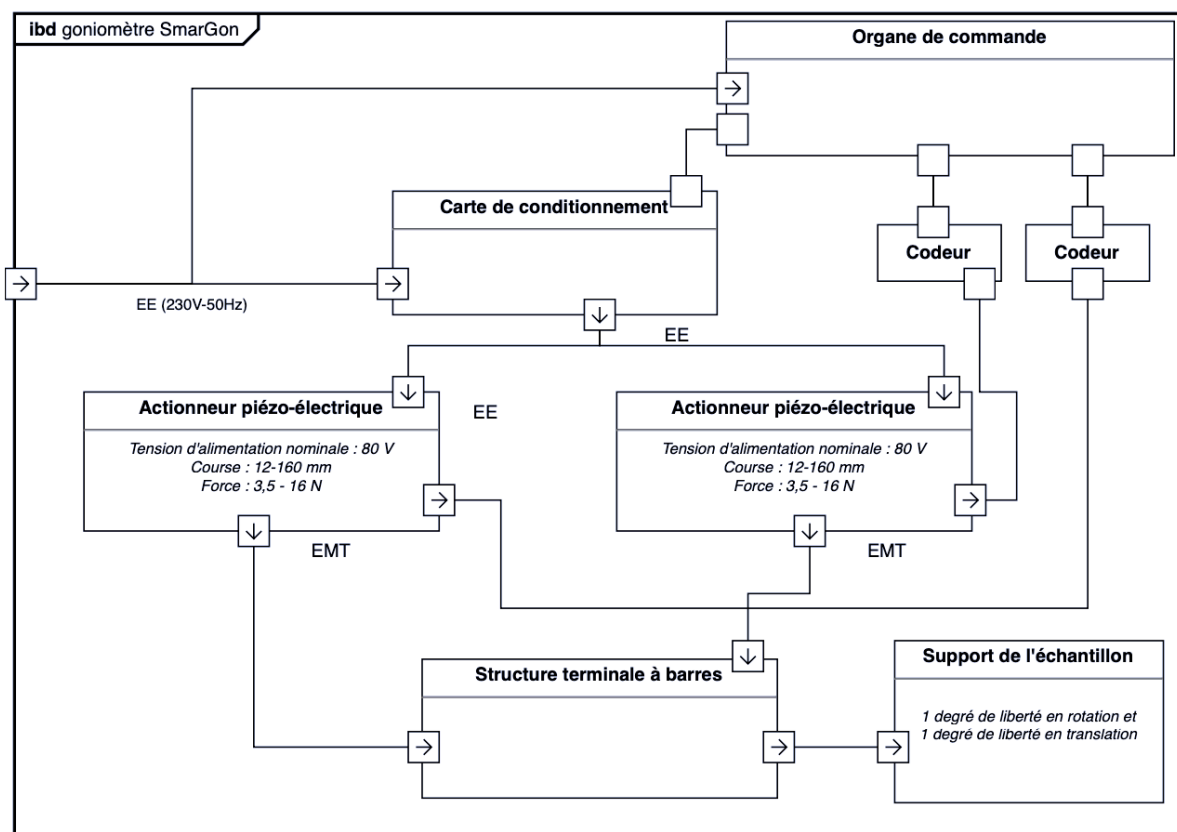 ibd goniomètre SmarGon
Organe de commande
Carte de conditionnement
Codeur
Codeur
EE (230V-50Hz)
EE
Actionneur piézo-électrique
Tension d'alimentation nominale : 80 V
Course : 12-160 mm
Force : 3,5 - 16 N
EE
Actionneur piézo-électrique
Tension d'alimentation nominale : 80 V
Course : 12-160 mm
Force : 3,5 - 16 N
EMT
EMT
Structure terminale à barres
Support de l'échantillon
1 degré de liberté en rotation et
1 degré de liberté en translation